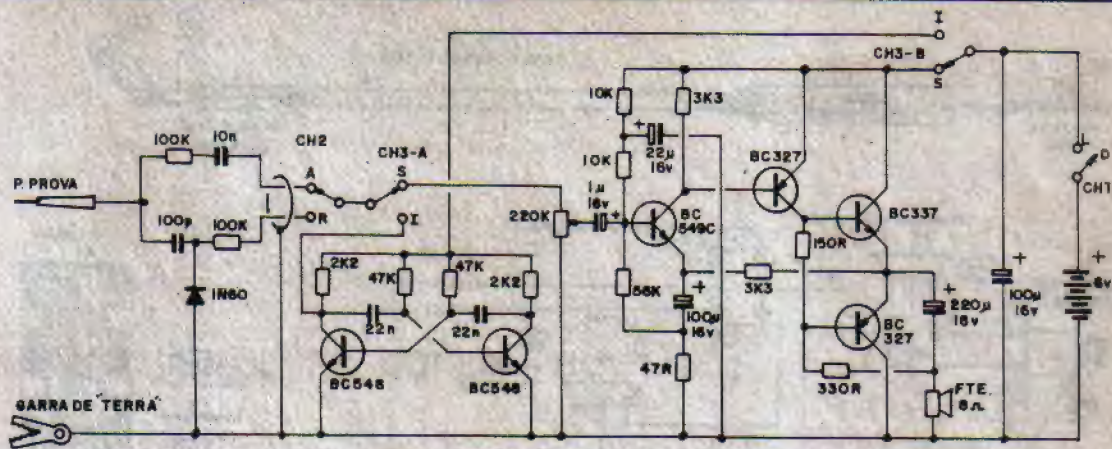 P. PROVA
100K
10n
100p
100K
1N60
CH2
A
R
CH3-A
S
I
2K2
47K
47K
2K2
22n
22n
BC548
BC548
GARRA DE "TERRA"
220K
1µ
16v
10K
10K
+
22µ
16v
3K3
56K
BC
549C
+
100µ
16v
47R
3K3
BC327
150R
BC337
BC
327
330R
+
220µ
16v
FTE
8Ω
I
CH3-B
S
+
100µ
16v
L
D
CH1
+
6v